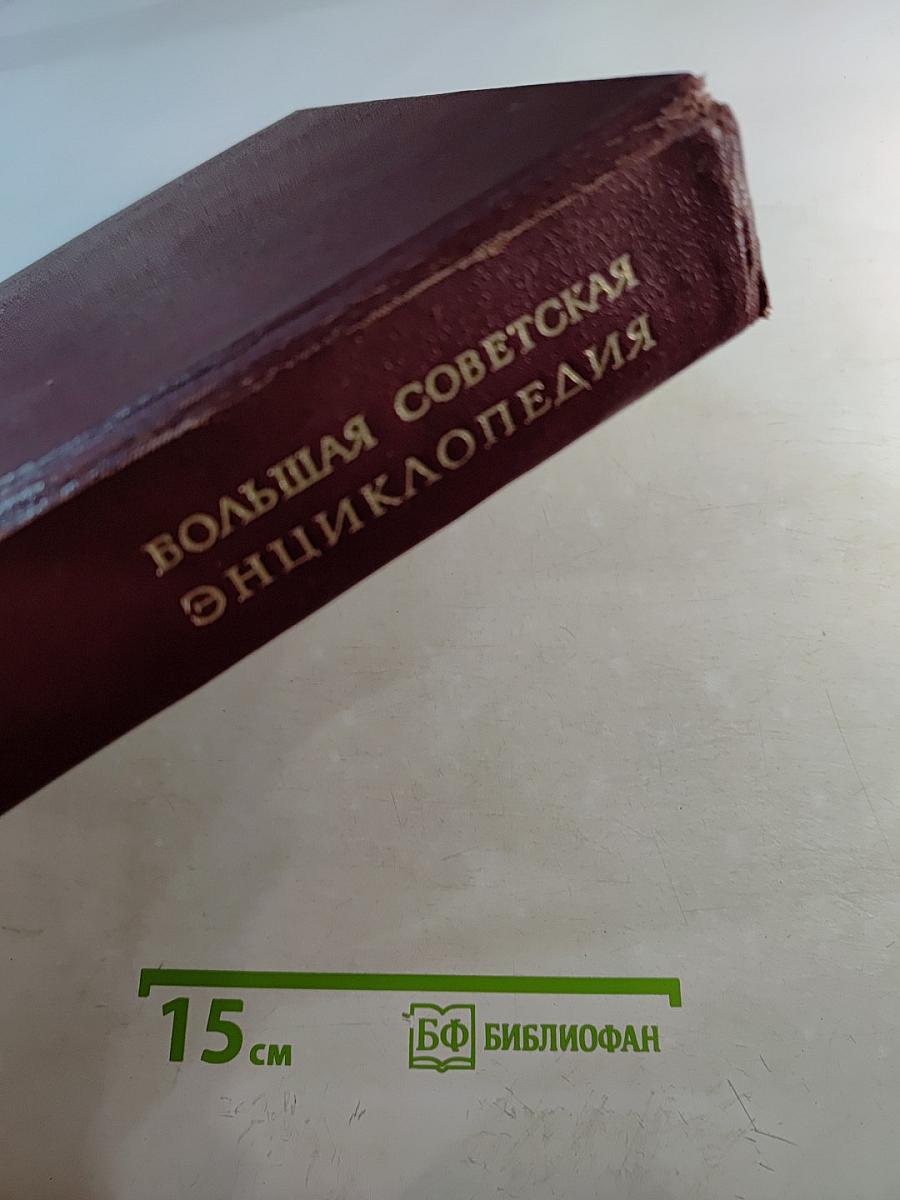 БОЛЬШАЯ СОВЕТСКАЯ
ЭНЦИКЛОПЕДИЯ
15 см
БФ БИБЛИОФАН